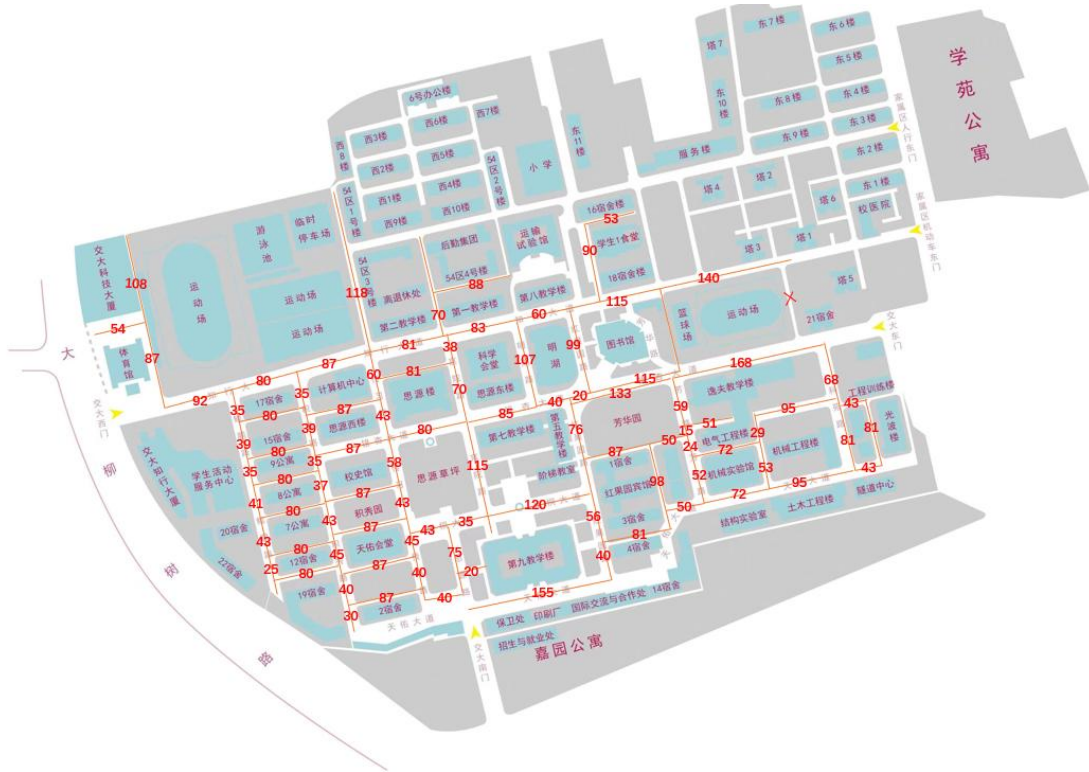 东7楼
东6楼
塔7
东5楼
学苑公寓
6号办公楼
东10楼
东8楼
东4楼
家属区人行东门
西7楼
西6楼
西3楼
西8楼
东11楼
东9楼
东3楼
服务楼
东2楼
西5楼
西2楼
54区2号楼
小学
塔2
塔4
东1楼
西4楼
西1楼
54区1号楼
塔6
校医院
家属区机动车东门
西10楼
西9楼
16宿舍楼
53
临时停车场
游泳池
运输试验馆
后勤集团
学生1食堂
塔1
塔3
90
交大科技大厦
108
运动场
118
54区3号楼
54区4号楼
18宿舍楼
140
塔5
离退休处
88
运动场
第八教学楼
115
第一教学楼
70
60
篮球场
运动场
21宿舍
交大东门
第二教学楼
83
54
运动场
体育馆
87
81
38
科学会堂
107
明湖
99
图书馆
大柳树路
87
60
81
思源楼
70
思源东楼
115
168
80
计算机中心
35
92
17宿舍
35
87
43
85
40
20
133
59
逸夫教学楼
68
工程训练楼
交大西门
80
39
思源西楼
80
第七教学楼
第五教学楼
76
芳华园
15
51
95
43
15宿舍
39
87
50
24
电气工程楼
29
机械工程楼
81
81
光波楼
80
35
58
115
87
72
交大知行大厦
学生活动服务中心
9公寓
35
校史馆
思源草坪
阶梯教室
1宿舍
98
52
机械实验馆
53
43
80
37
87
120
红果园宾馆
50
72
95
41
8公寓
积秀园
43
35
56
3宿舍
隧道中心
20宿舍
80
43
87
43
土木工程楼
7公寓
天佑会堂
45
75
第九教学楼
81
结构实验室
43
80
45
87
40
20
40
4宿舍
22宿舍
25
12宿舍
80
40
87
40
155
19宿舍
30
2宿舍
天佑大道
保卫处
印刷厂
国际交流与合作处
14宿舍
招生与就业处
交大南门
嘉园公寓